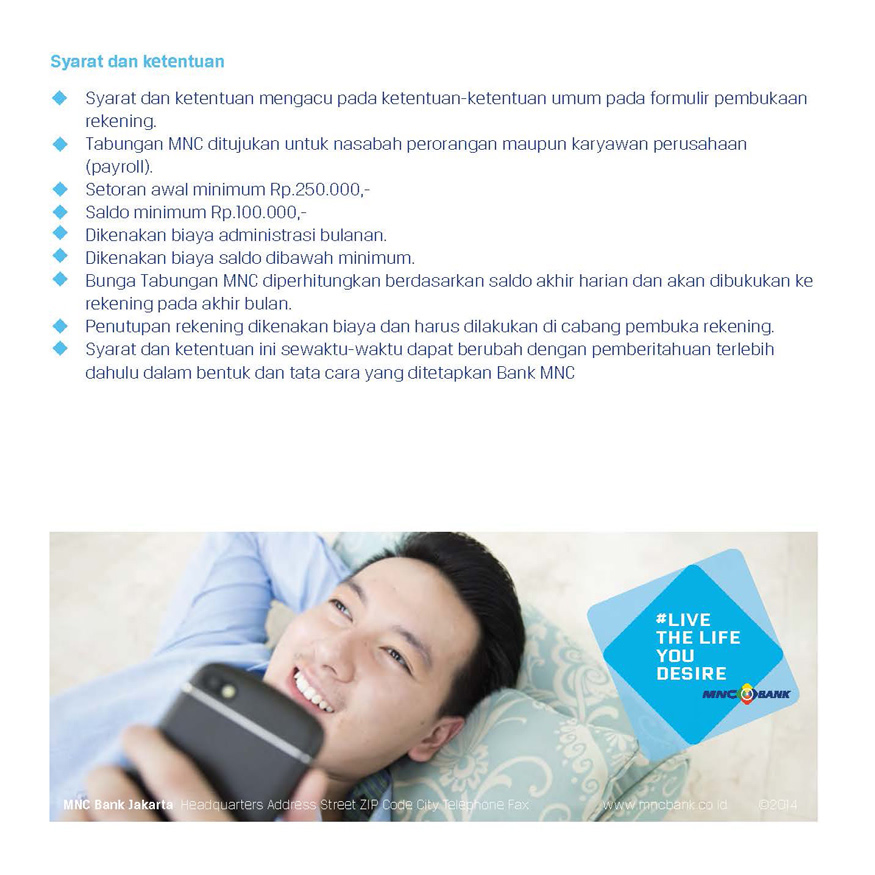 Syarat dan ketentuan
Syarat dan ketentuan mengacu pada ketentuan-ketentuan umum pada formulir pembukaan
rekening.
Tabungan MNC ditujukan untuk nasabah perorangan maupun karyawan perusahaan
(payroll).
Setoran awal minimum Rp.250.000,-
Saldo minimum Rp.100.000,-
Dikenakan biaya administrasi bulanan.
Dikenakan biaya saldo dibawah minimum.
Bunga Tabungan MNC diperhitungkan berdasarkan saldo akhir harian dan akan dibukukan ke
rekening pada akhir bulan.
Penutupan rekening dikenakan biaya dan harus dilakukan di cabang pembuka rekening.
Syarat dan ketentuan ini sewaktu-waktu dapat berubah dengan pemberitahuan terlebih
dahulu dalam bentuk dan tata cara yang ditetapkan Bank MNC
#LIVE
THE LIFE
YOU
DESIRE
MNC BANK
MNC Bank Jakarta Headquarters Address Street ZIP Code City Telephone Fax www.mncbank.co.id ©2014